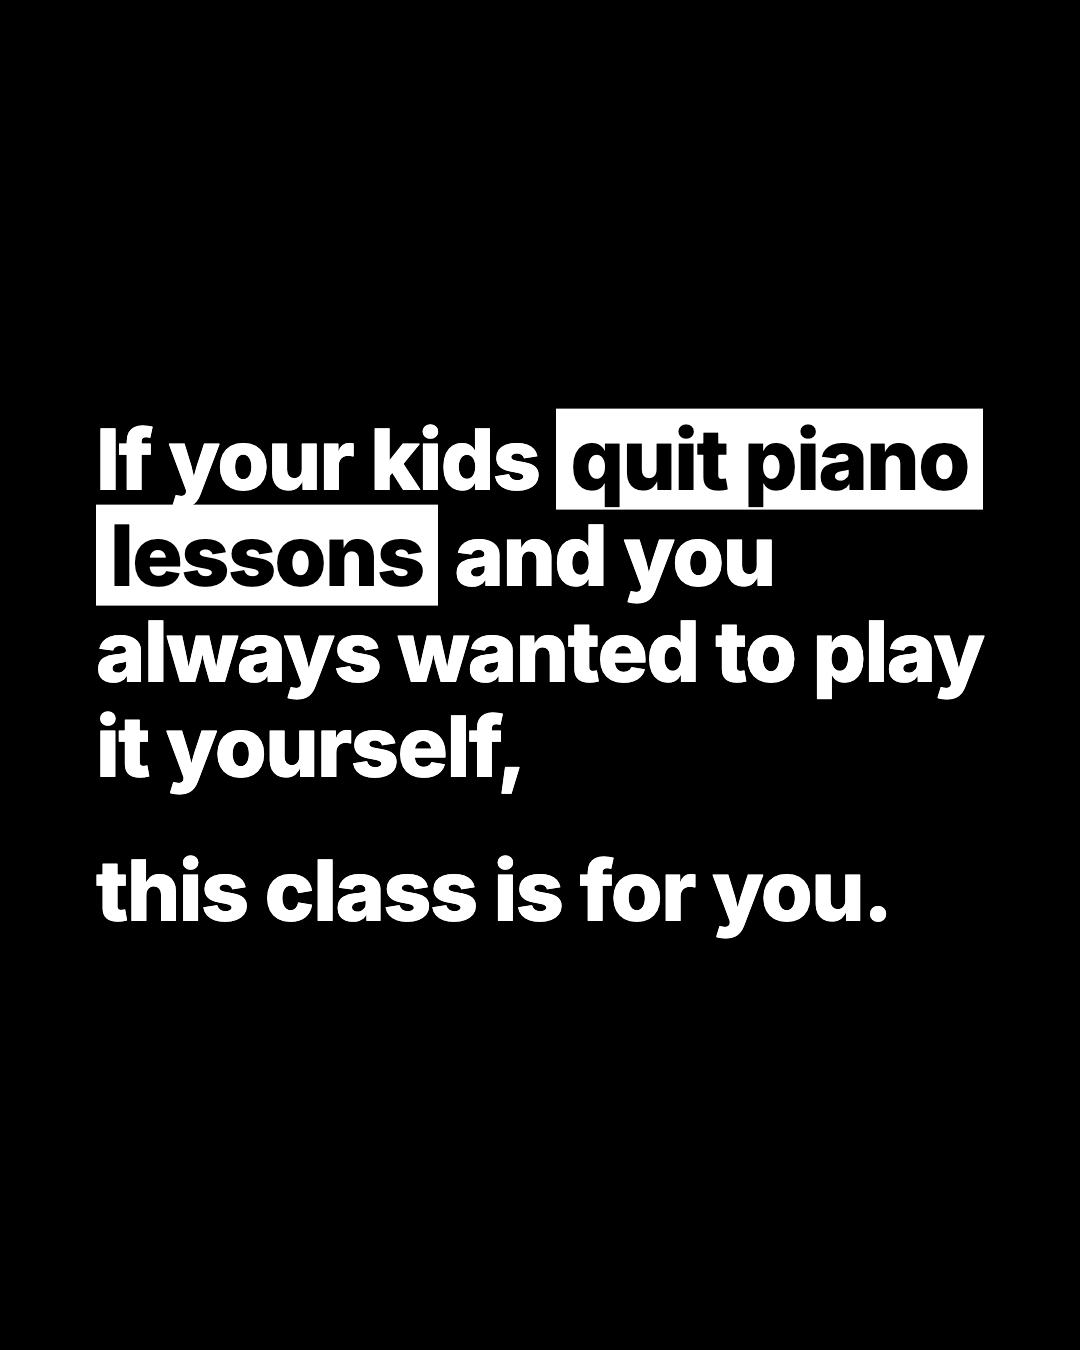 If your kids quit piano
lessons and you
always wanted to play
it yourself,
this class is for you.